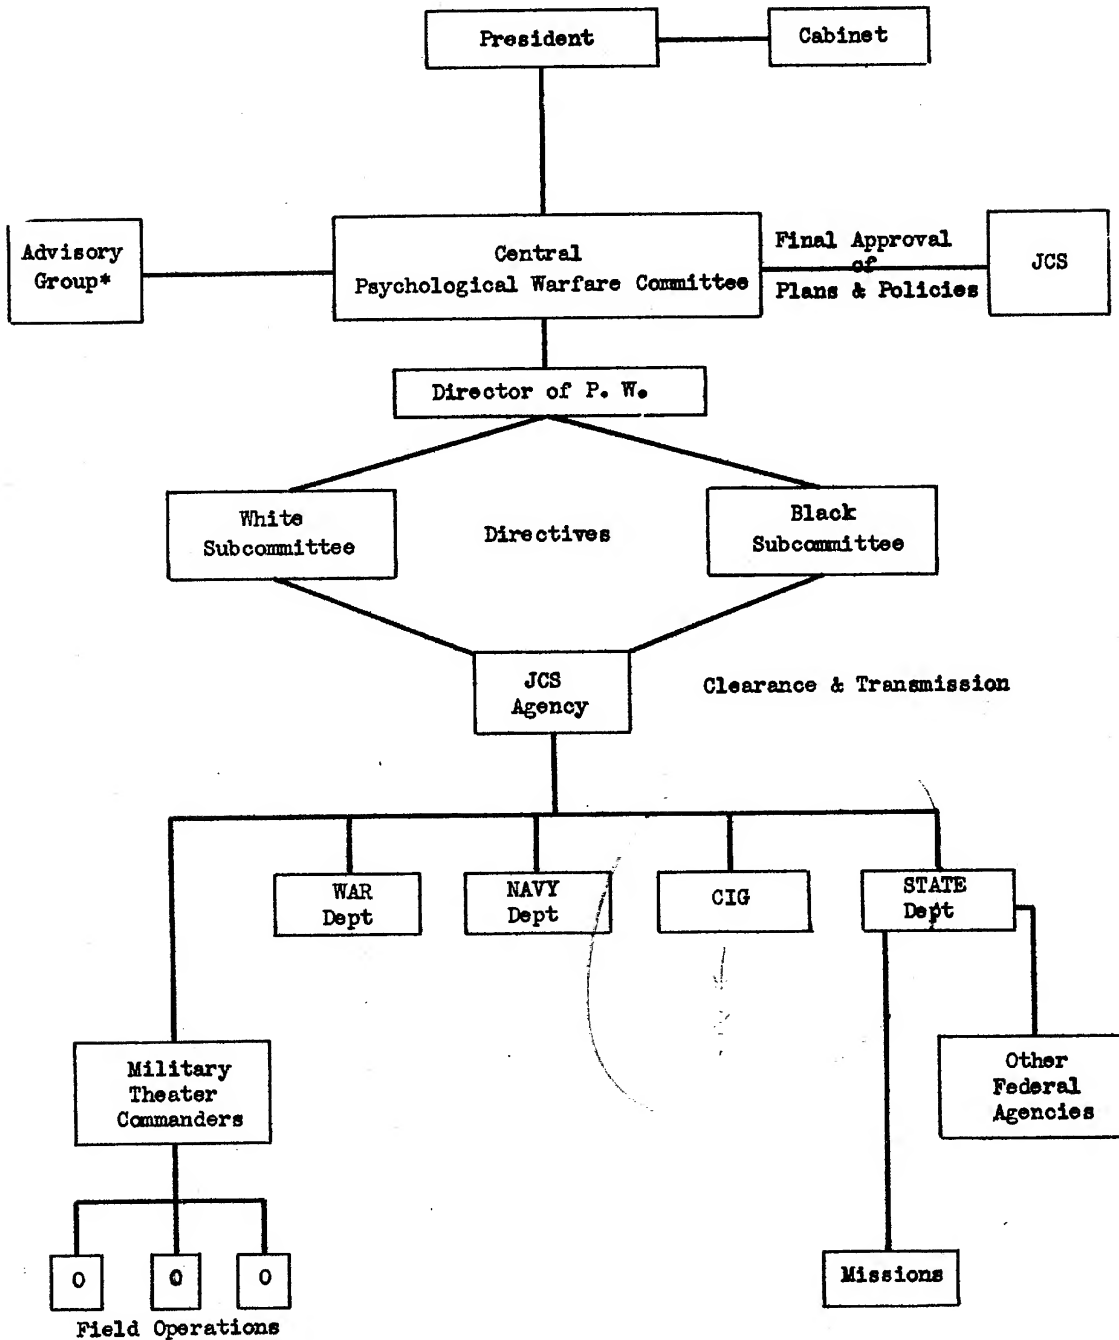 President
Cabinet
Advisory
Group*
Central
Psychological Warfare Committee
Final Approval
of
Plans & Policies
JCS
Director of P. W.
White
Subcommittee
Directives
Black
Subcommittee
JCS
Agency
Clearance & Transmission
WAR
Dept
NAVY
Dept
CIG
STATE
Dept
Military
Theater
Commanders
Other
Federal
Agencies
O
O
O
Missions
Field Operations